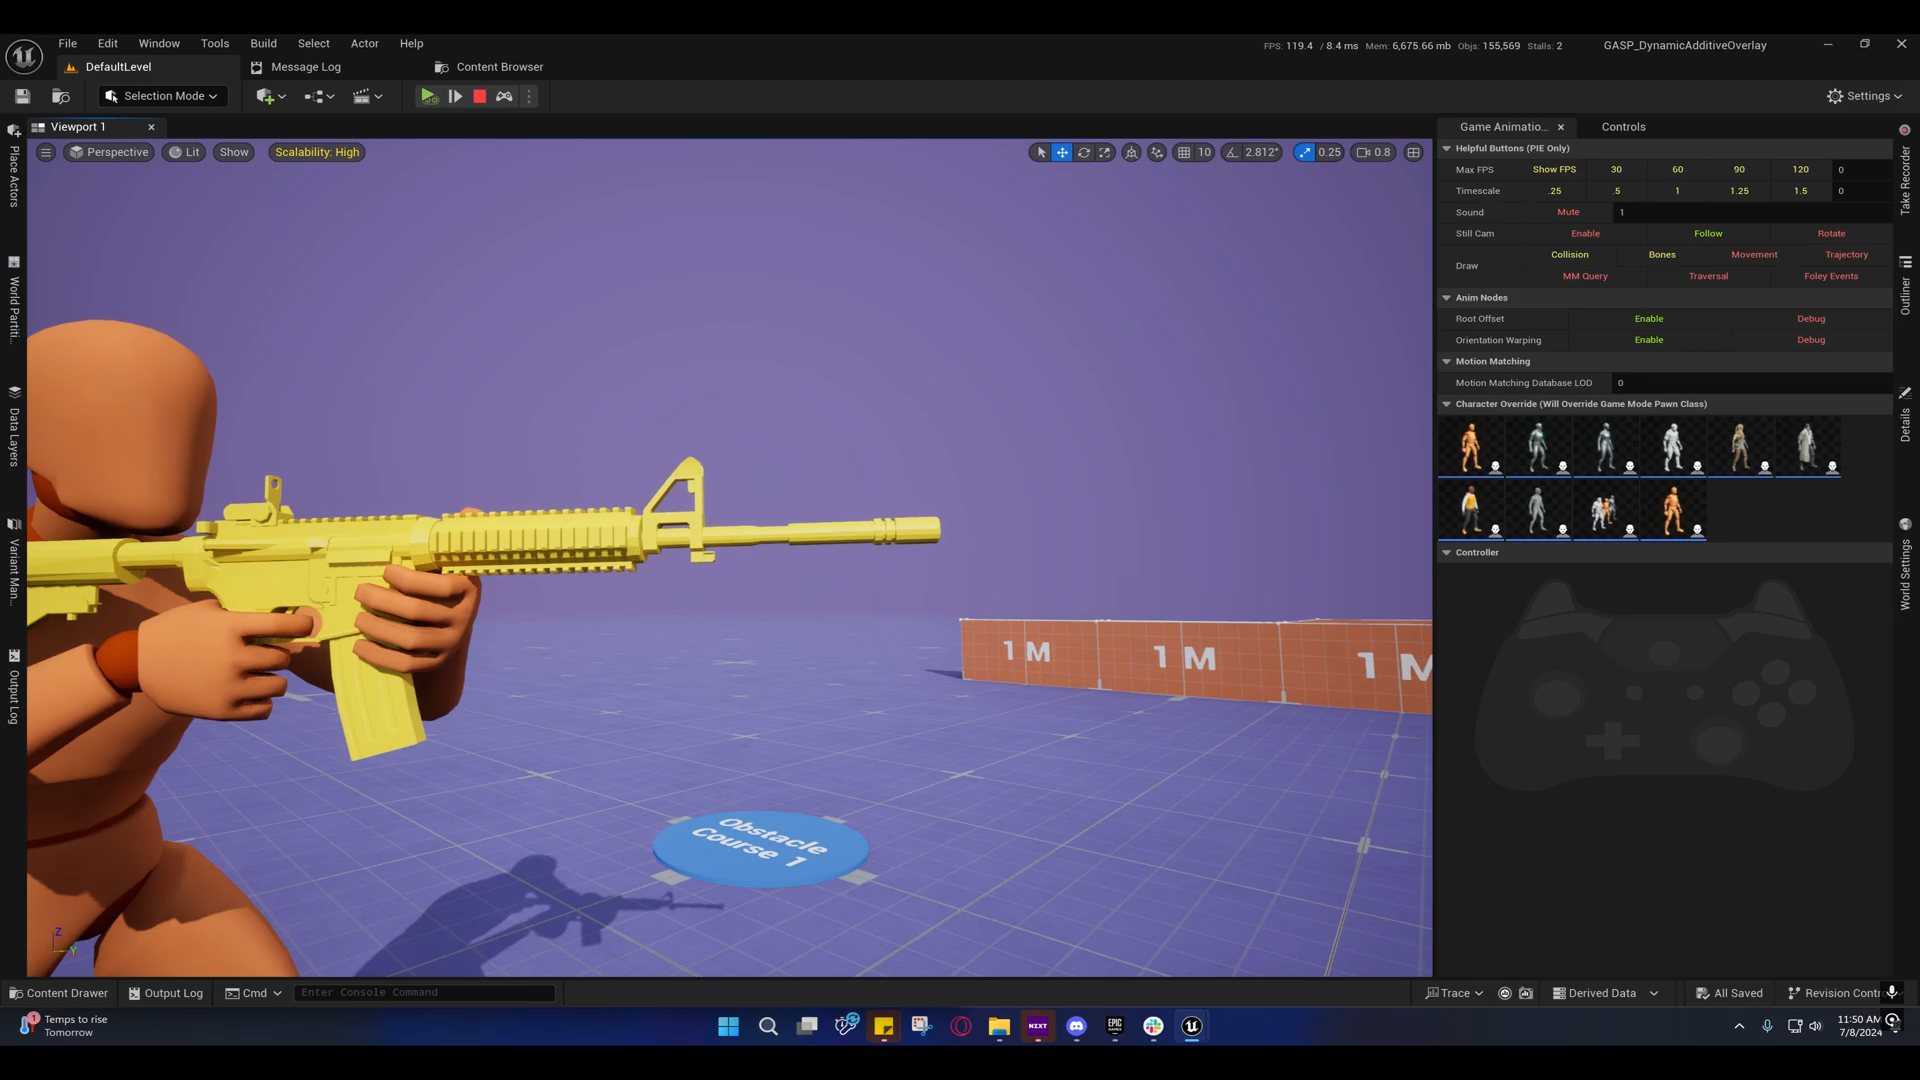 File Edit Window Tools Build Select Actor Help
FPS: 119.4 / 8.4 ms Mem: 6,675.66 mb Objs: 155,569 Stalls: 2
GASP_DynamicAdditiveOverlay
DefaultLevel
Message Log
Content Browser
Selection Mode
Settings
Viewport 1
Game Animatio...
Controls
Perspective
Lit
Show
Scalability: High
10
2.812°
0.25
0.8
Helpful Buttons (PIE Only)
Max FPS Show FPS 30 60 90 120 0
Timescale .25 .5 1 1.25 1.5 0
Sound Mute 1
Still Cam Enable Follow Rotate
Draw
Collision Bones Movement Trajectory
MM Query Traversal Foley Events
Anim Nodes
Root Offset Enable Debug
Orientation Warping Enable Debug
Motion Matching
Motion Matching Database LOD 0
Character Override (Will Override Game Mode Pawn Class)
Controller
Place Actors
World Partiti...
Data Layers
Variant Man...
Output Log
Take Recorder
Outliner
Details
World Settings
1 M
1 M
1 M
Obstacle
Course 1
Z
Y
Content Drawer
Output Log
Cmd
Enter Console Command
Trace
Derived Data
All Saved
Revision Contr
1
Temps to rise
Tomorrow
NZXT
EPIC
GAMES
11:50 AM
7/8/2024